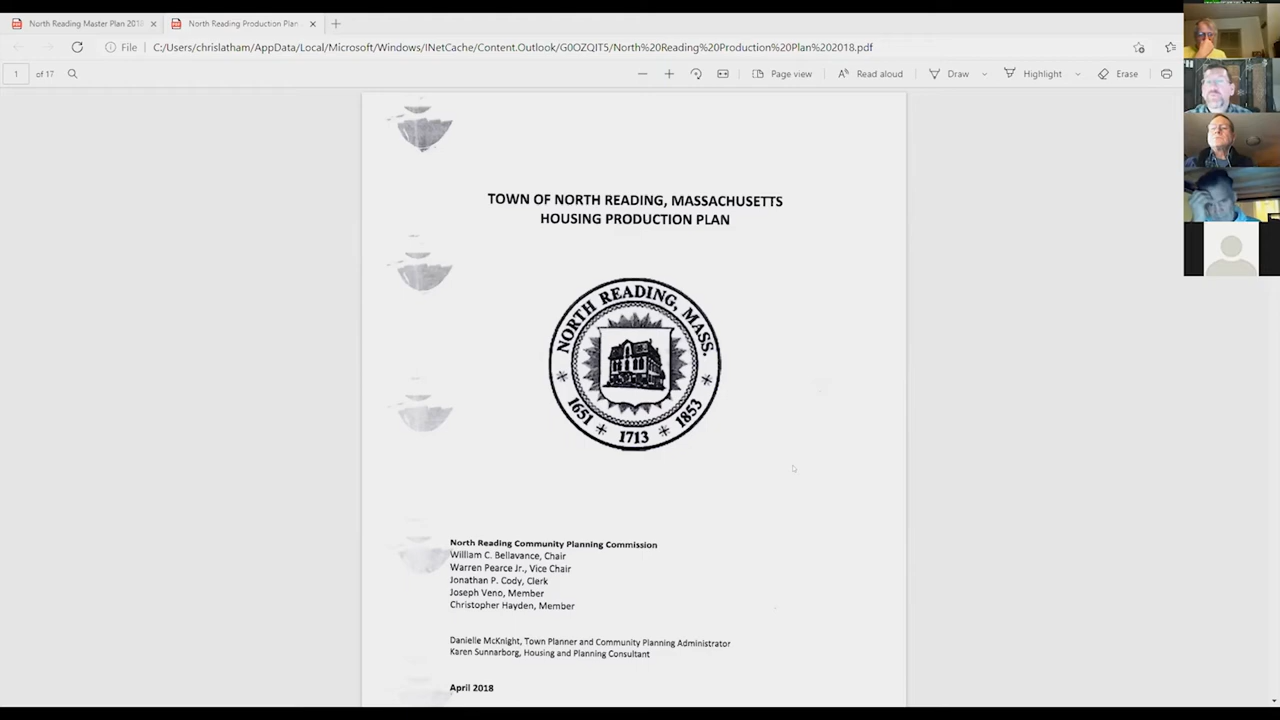 North Reading Master Plan 2018
North Reading Production Plan
File
C:/Users/chrislatham/AppData/Local/Microsoft/Windows/INetCache/Content.Outlook/G0OZQIT5/North%20Reading%20Production%20Plan%202018.pdf
1 of 17
Page view
Read aloud
Draw
Highlight
Erase
TOWN OF NORTH READING, MASSACHUSETTS
HOUSING PRODUCTION PLAN
NORTH READING, MASS.
1651 1713 1853
North Reading Community Planning Commission
William C. Bellavance, Chair
Warren Pearce Jr., Vice Chair
Jonathan P. Cody, Clerk
Joseph Veno, Member
Christopher Hayden, Member
Danielle McKnight, Town Planner and Community Planning Administrator
Karen Sunnarborg, Housing and Planning Consultant
April 2018